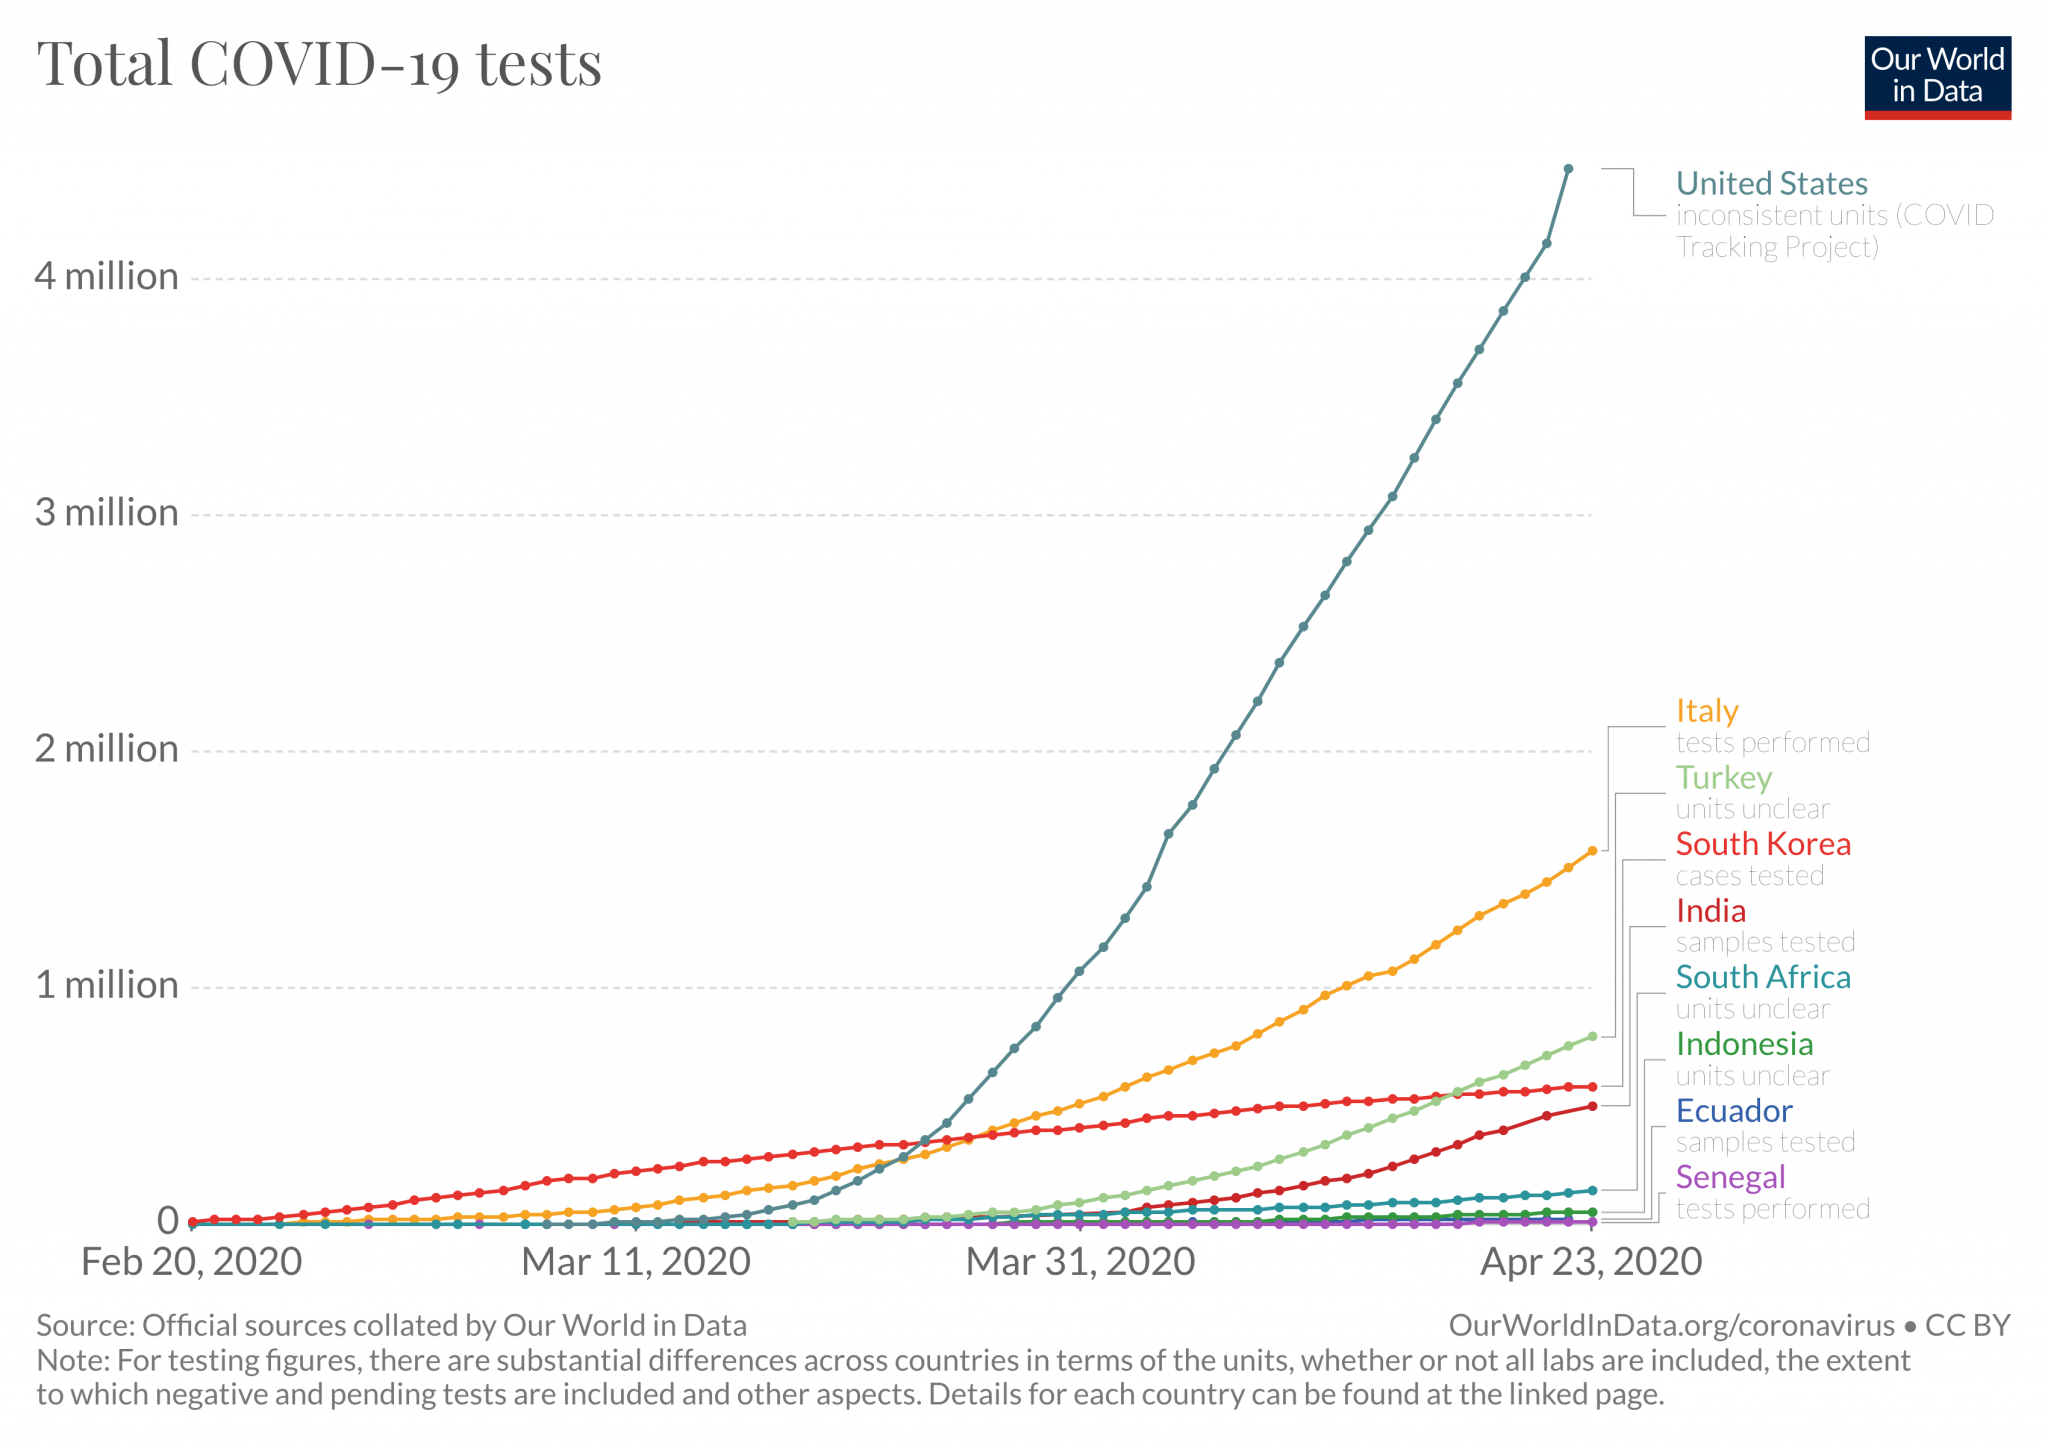 Total COVID-19 tests
Our World
in Data
4 million
3 million
2 million
1 million
0
Feb 20, 2020
Mar 11, 2020
Mar 31, 2020
Apr 23, 2020
United States
inconsistent units (COVID
Tracking Project)
Italy
tests performed
Turkey
units unclear
South Korea
cases tested
India
samples tested
South Africa
units unclear
Indonesia
units unclear
Ecuador
samples tested
Senegal
tests performed
Source: Official sources collated by Our World in Data
OurWorldInData.org/coronavirus • CC BY
Note: For testing figures, there are substantial differences across countries in terms of the units, whether or not all labs are included, the extent
to which negative and pending tests are included and other aspects. Details for each country can be found at the linked page.